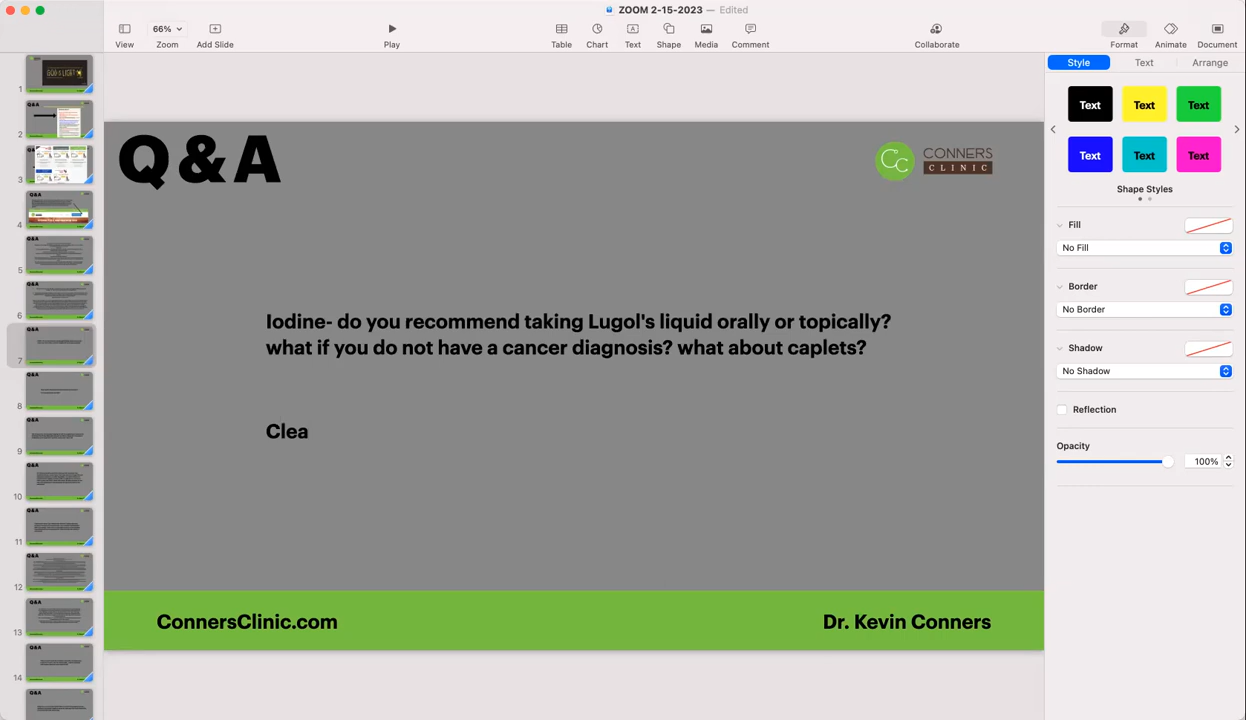 ZOOM 2-15-2023 — Edited
66%
View
Zoom
Add Slide
Play
Table
Chart
Text
Shape
Media
Comment
Collaborate
Format
Animate
Document
1
2
3
4
5
6
7
8
9
10
11
12
13
14
Q&A
Q&A
Q&A
Q&A
Q&A
Q&A
Q&A
Q&A
Q&A
Q&A
Q&A
Q&A
Q&A
Q & A
CC
CONNERS
CLINIC
Iodine- do you recommend taking Lugol's liquid orally or topically?
what if you do not have a cancer diagnosis? what about caplets?
Clea
ConnersClinic.com
Dr. Kevin Conners
Style
Text
Arrange
Text
Text
Text
Text
Text
Text
Shape Styles
Fill
No Fill
Border
No Border
Shadow
No Shadow
Reflection
Opacity
100%